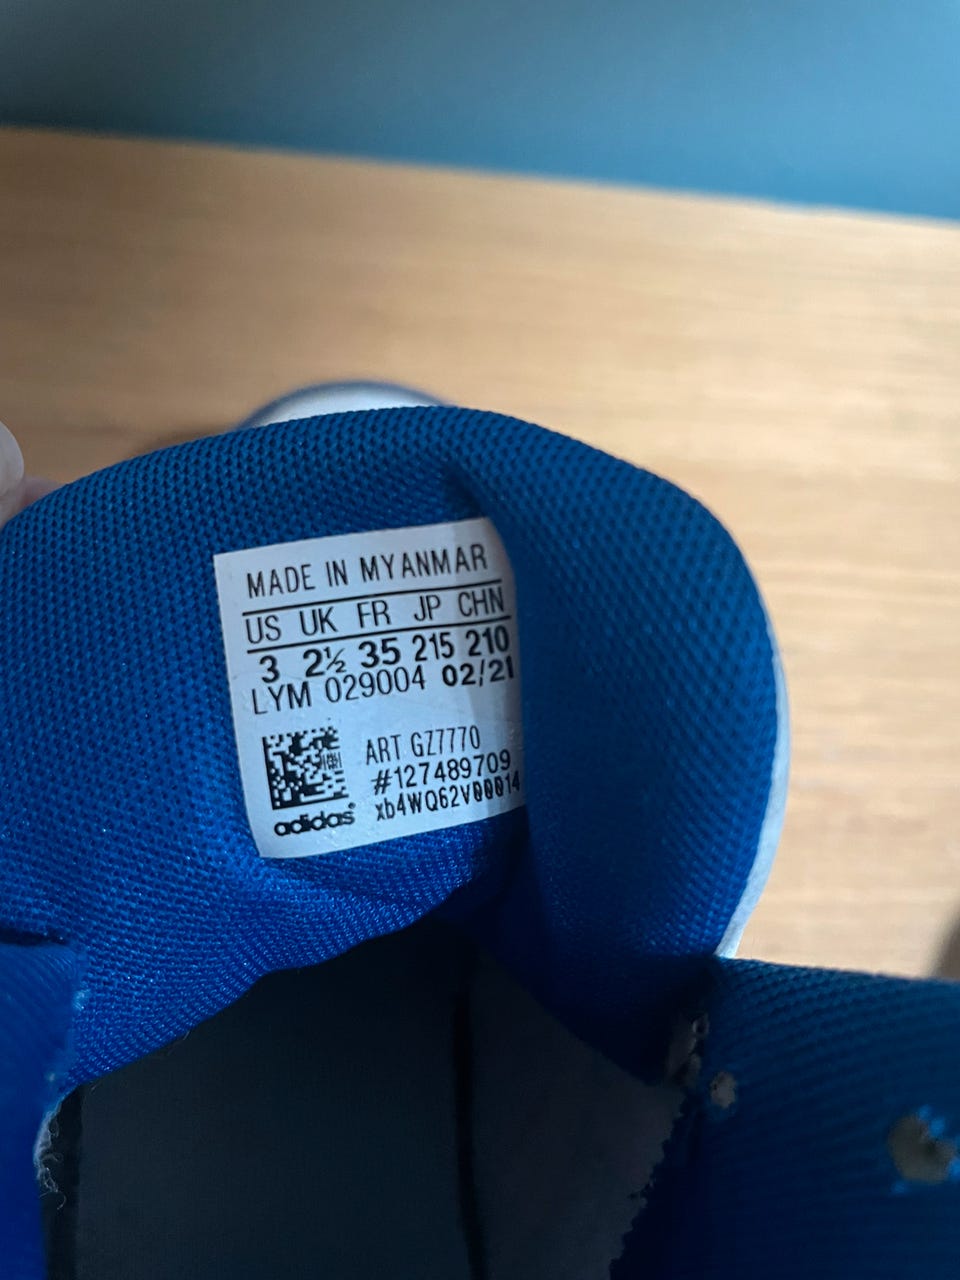 MADE IN MYANMAR
US UK FR JP CHN
3 2½ 35 215 210
LYM 029004 02/21
ART GZ7770
#127489709
xb4WQ62V00014
adidas®